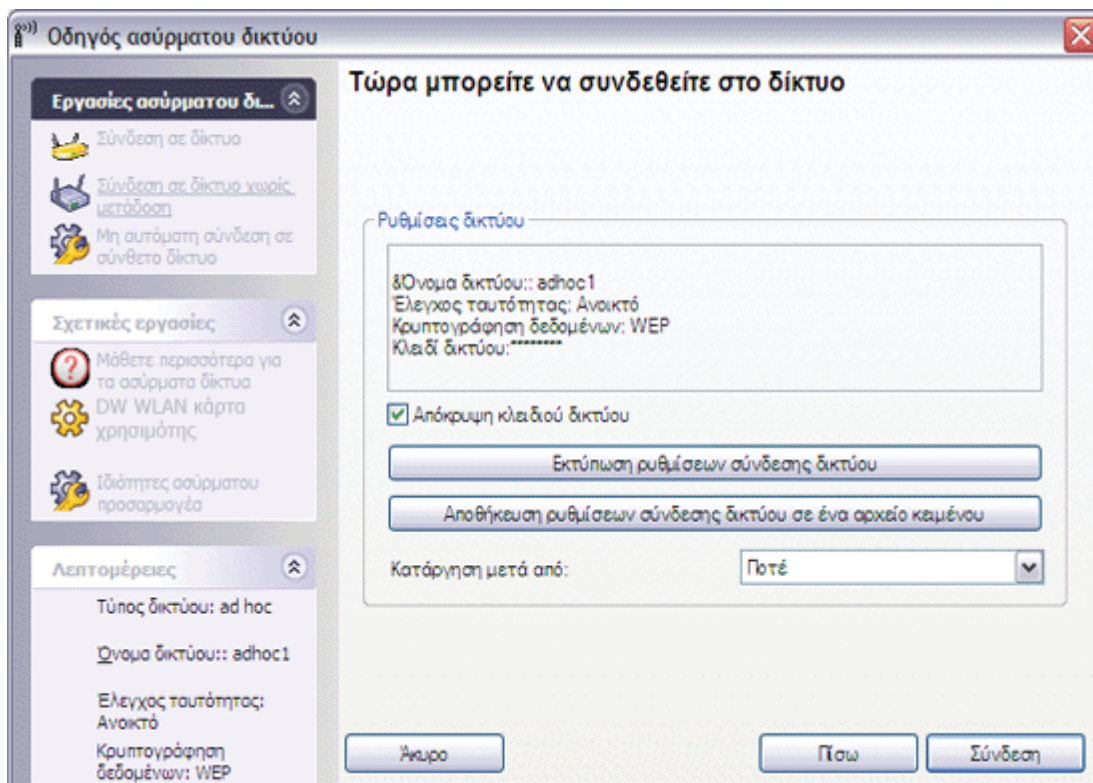 Οδηγός ασύρματου δικτύου
Εργασίες ασύρματου δι...
Σύνδεση σε δίκτυο
Σύνδεση σε δίκτυο χωρίς
μετάδοση
Μη αυτόματη σύνδεση σε
σύνθετο δίκτυο
Σχετικές εργασίες
Μάθετε περισσότερα για
τα ασύρματα δίκτυα
DW WLAN κάρτα
χρησιμότης
Ιδιότητες ασύρματου
προσαρμογέα
Λεπτομέρειες
Τύπος δικτύου: ad hoc
Όνομα δικτύου:: adhoc1
Έλεγχος ταυτότητας:
Ανοικτό
Κρυπτογράφηση
δεδομένων: WEP
Τώρα μπορείτε να συνδεθείτε στο δίκτυο
Ρυθμίσεις δικτύου
&Όνομα δικτύου:: adhoc1
Έλεγχος ταυτότητας: Ανοικτό
Κρυπτογράφηση δεδομένων: WEP
Κλειδί δικτύου:********
Απόκρυψη κλειδιού δικτύου
Εκτύπωση ρυθμίσεων σύνδεσης δικτύου
Αποθήκευση ρυθμίσεων σύνδεσης δικτύου σε ένα αρχείο κειμένου
Κατάργηση μετά από:
Ποτέ
Άκυρο
Πίσω
Σύνδεση